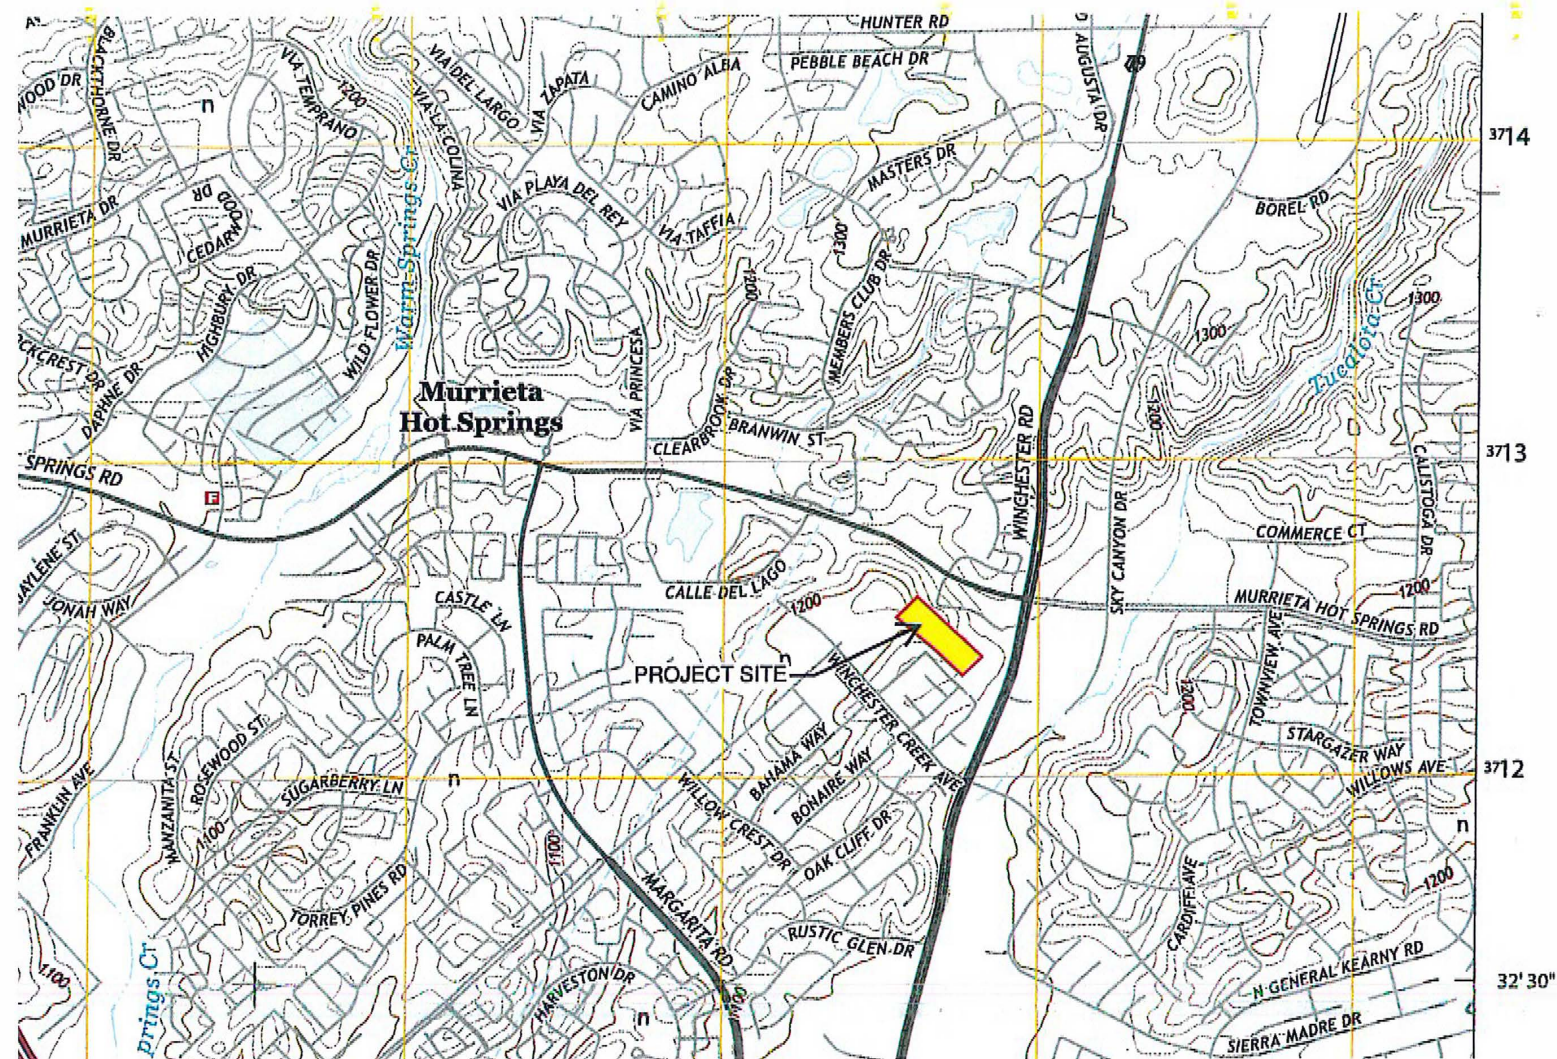 HUNTER RD
BLACKTHORNE DR
WOOD DR
VIA TEMPRANO
1200
VIA DEL LARGO
VIA LA COLINIA
VIA ZAPATA
CAMINO ALBA
PEBBLE BEACH DR
AUGUSTA DR
79
n
3714
MASTERS DR
BOREL RD
MURRIETA DR
CEDARWOOD DR
VIA PLAYA DEL REY
VIA TAFFIA
1300
1200
HIGHBURY DR
WILD FLOWER DR
Warm Springs Cr
MEMBERS CLUB DR
1300
1300
Tucalota Cr
OCKCREST DR
DAPHNE DR
VIA PRINCESA
Murrieta
Hot Springs
CLEARBROOK DR
BRANWIN ST
WINCHESTER RD
1200
3713
SPRINGS RD
F
CALISTOGA DR
COMMERCE CT
SKY CANYON DR
JAYLENE ST
JONAH WAY
CASTLE LN
CALLE DEL LAGO
1200
MURRIETA HOT SPRINGS RD
1200
PALM TREE LN
n
PROJECT SITE
WINCHESTER CREEK AVE
TOWNVIEW AVE
1200
ROSEWOOD ST
MANZANITA ST
STARGAZER WAY
WILLOWS AVE
3712
FRANKLIN AVE
SUGARBERRY LN
n
BAHAMA WAY
BONAIRE WAY
WILLOW CREST DR
OAK CLIFF DR
1100
1100
n
TORREY PINES RD
MARGARITA RD
CARDIFF AVE
1200
RUSTIC GLEN DR
1100
prings Cr
HARVESTON DR
N GENERAL KEARNY RD
32'30"
n
SIERRA MADRE DR